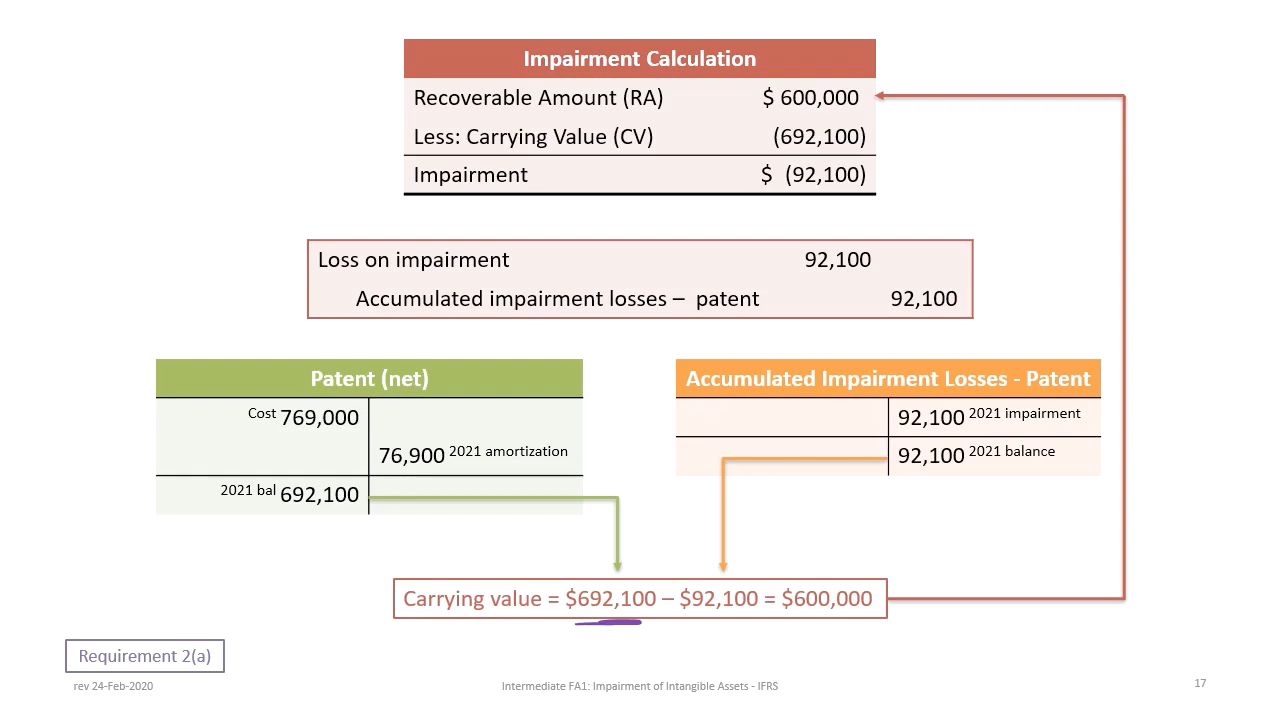 Impairment Calculation
Recoverable Amount (RA) $ 600,000
Less: Carrying Value (CV) (692,100)
Impairment $ (92,100)
Loss on impairment 92,100
Accumulated impairment losses – patent 92,100
Patent (net)
Cost 769,000
76,900 2021 amortization
2021 bal 692,100
Accumulated Impairment Losses - Patent
92,100 2021 impairment
92,100 2021 balance
Carrying value = $692,100 – $92,100 = $600,000
Requirement 2(a)
rev 24-Feb-2020
Intermediate FA1: Impairment of Intangible Assets - IFRS
17